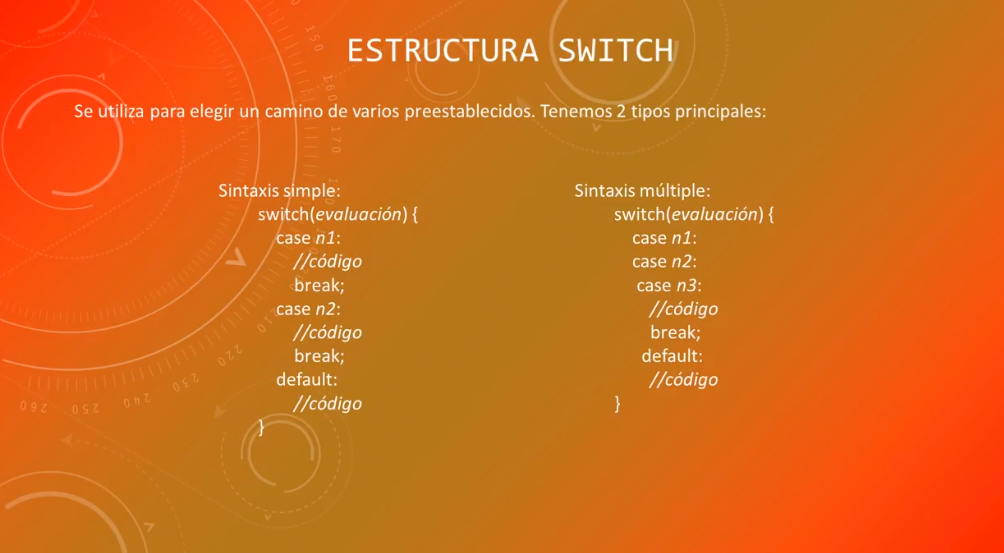 ESTRUCTURA SWITCH
Se utiliza para elegir un camino de varios preestablecidos. Tenemos 2 tipos principales:
Sintaxis simple:
switch(evaluación) {
case n1:
//código
break;
case n2:
//código
break;
default:
//código
}
Sintaxis múltiple:
switch(evaluación) {
case n1:
case n2:
case n3:
//código
break;
default:
//código
}
150
160
170
210
220
230
240
250
260